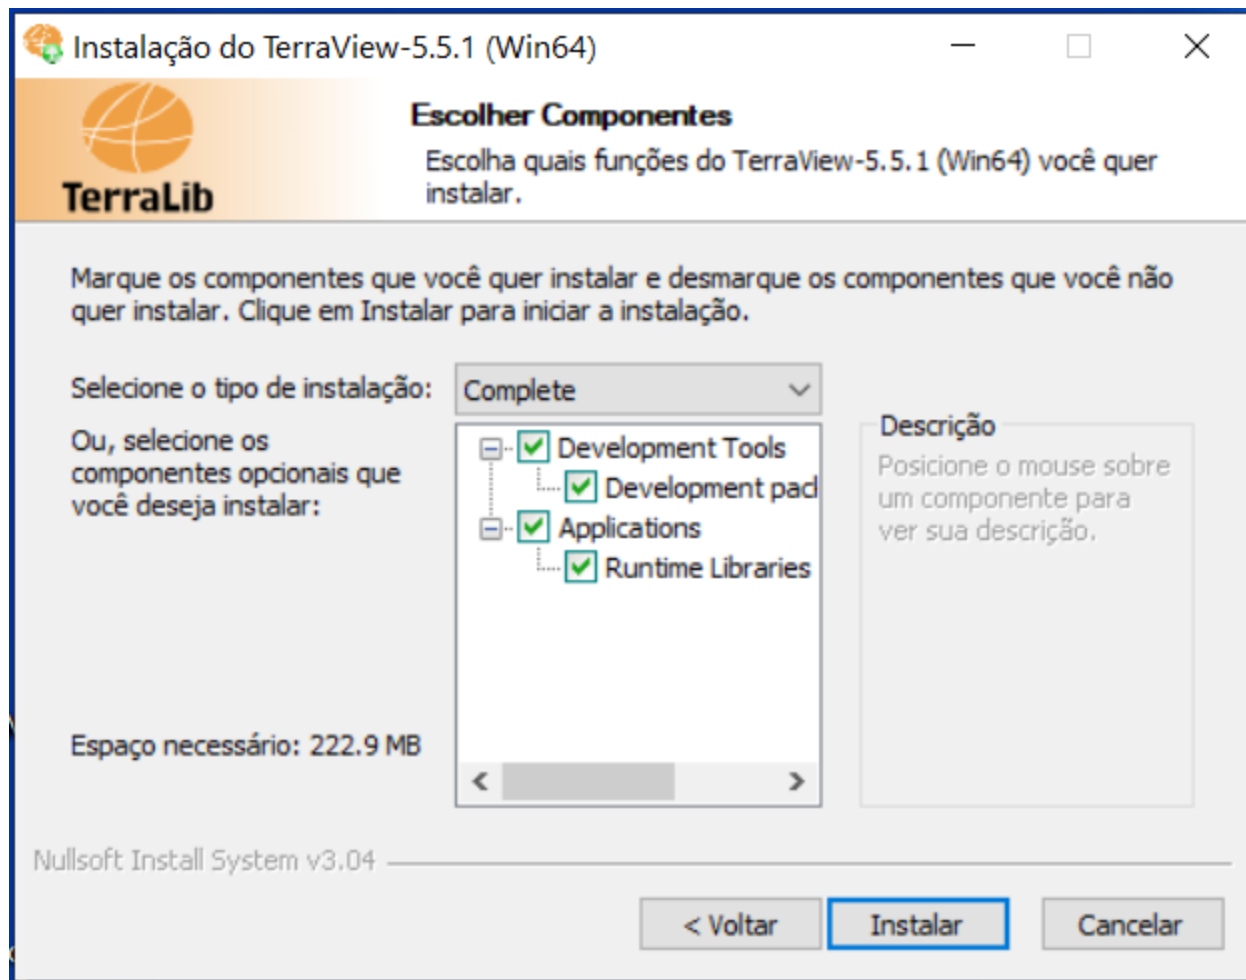 Instalação do TerraView-5.5.1 (Win64)
TerraLib
Escolher Componentes
Escolha quais funções do TerraView-5.5.1 (Win64) você quer
instalar.
Marque os componentes que você quer instalar e desmarque os componentes que você não
quer instalar. Clique em Instalar para iniciar a instalação.
Selecione o tipo de instalação:
Complete
Ou, selecione os
componentes opcionais que
você deseja instalar:
Development Tools
Development pack
Applications
Runtime Libraries
Descrição
Posicione o mouse sobre
um componente para
ver sua descrição.
Espaço necessário: 222.9 MB
Nullsoft Install System v3.04
< Voltar
Instalar
Cancelar